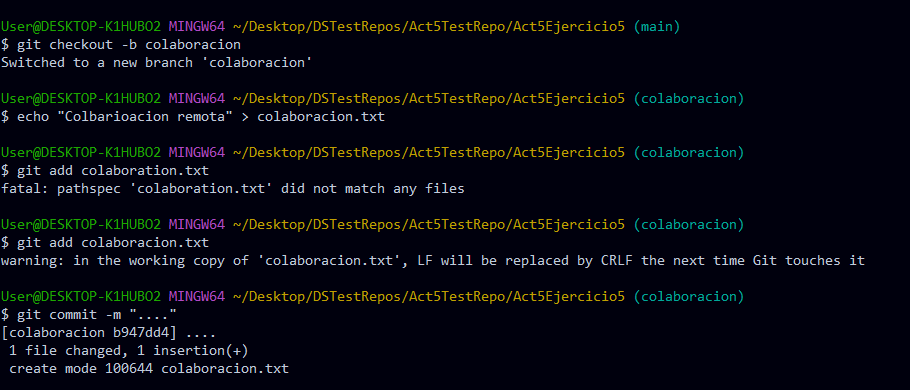 User@DESKTOP-K1HUBO2 MINGW64 ~/Desktop/DSTestRepos/Act5TestRepo/Act5Ejercicio5 (main)
$ git checkout -b colaboracion
Switched to a new branch 'colaboracion'
User@DESKTOP-K1HUBO2 MINGW64 ~/Desktop/DSTestRepos/Act5TestRepo/Act5Ejercicio5 (colaboracion)
$ echo "Colbarioacion remota" > colaboracion.txt
User@DESKTOP-K1HUBO2 MINGW64 ~/Desktop/DSTestRepos/Act5TestRepo/Act5Ejercicio5 (colaboracion)
$ git add colaboration.txt
fatal: pathspec 'colaboration.txt' did not match any files
User@DESKTOP-K1HUBO2 MINGW64 ~/Desktop/DSTestRepos/Act5TestRepo/Act5Ejercicio5 (colaboracion)
$ git add colaboracion.txt
warning: in the working copy of 'colaboracion.txt', LF will be replaced by CRLF the next time Git touches it
User@DESKTOP-K1HUBO2 MINGW64 ~/Desktop/DSTestRepos/Act5TestRepo/Act5Ejercicio5 (colaboracion)
$ git commit -m "...."
[colaboracion b947dd4] ....
 1 file changed, 1 insertion(+)
 create mode 100644 colaboracion.txt